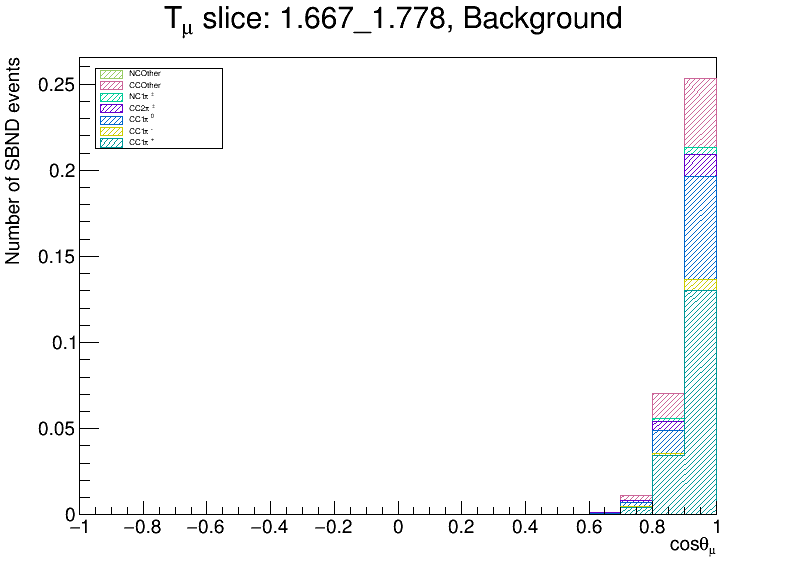 Tμ slice: 1.667_1.778, Background
Number of SBND events
NCOther
CCOther
NC1π ±
CC2π ±
CC1π 0
CC1π -
CC1π +
0.25
0.2
0.15
0.1
0.05
0
−1 −0.8 −0.6 −0.4 −0.2 0 0.2 0.4 0.6 0.8 1
cosθμ